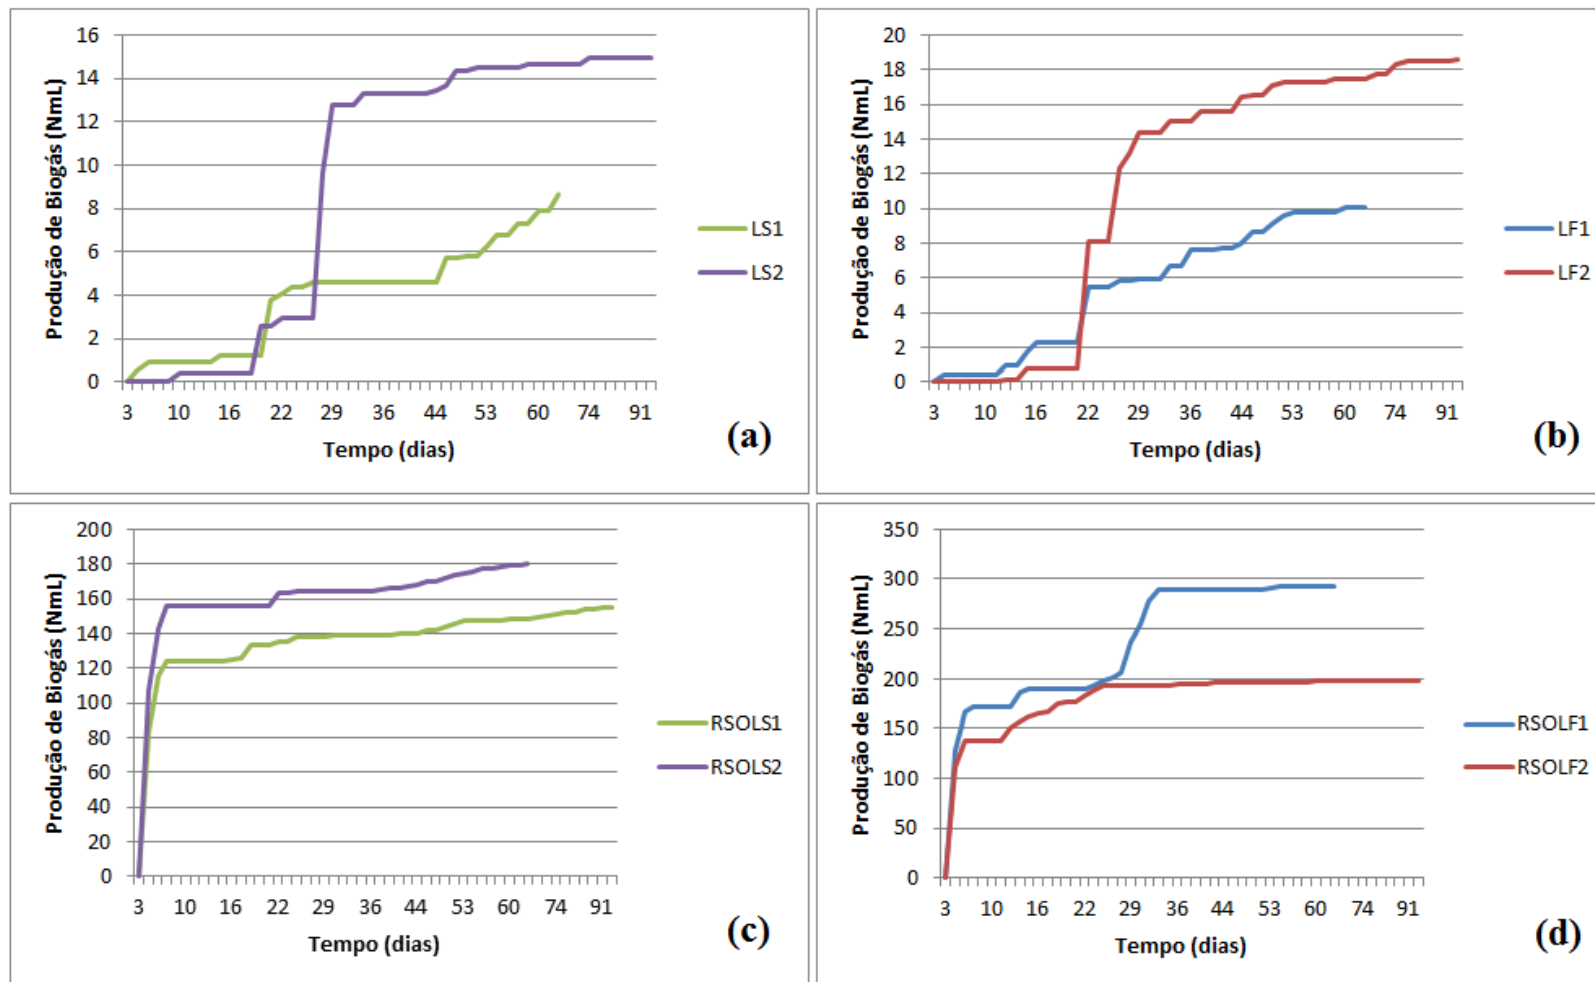 16
14
12
10
8
6
4
2
0
Produção de Biogás (NmL)
3 10 16 22 29 36 44 53 60 74 91
Tempo (dias)
LS1
LS2
(a)
20
18
16
14
12
10
8
6
4
2
0
Produção de Biogás (NmL)
3 10 16 22 29 36 44 53 60 74 91
Tempo (dias)
LF1
LF2
(b)
200
180
160
140
120
100
80
60
40
20
0
Produção de Biogás (NmL)
3 10 16 22 29 36 44 53 60 74 91
Tempo (dias)
RSOLS1
RSOLS2
(c)
350
300
250
200
150
100
50
0
Produção de Biogás (NmL)
3 10 16 22 29 36 44 53 60 74 91
Tempo (dias)
RSOLF1
RSOLF2
(d)